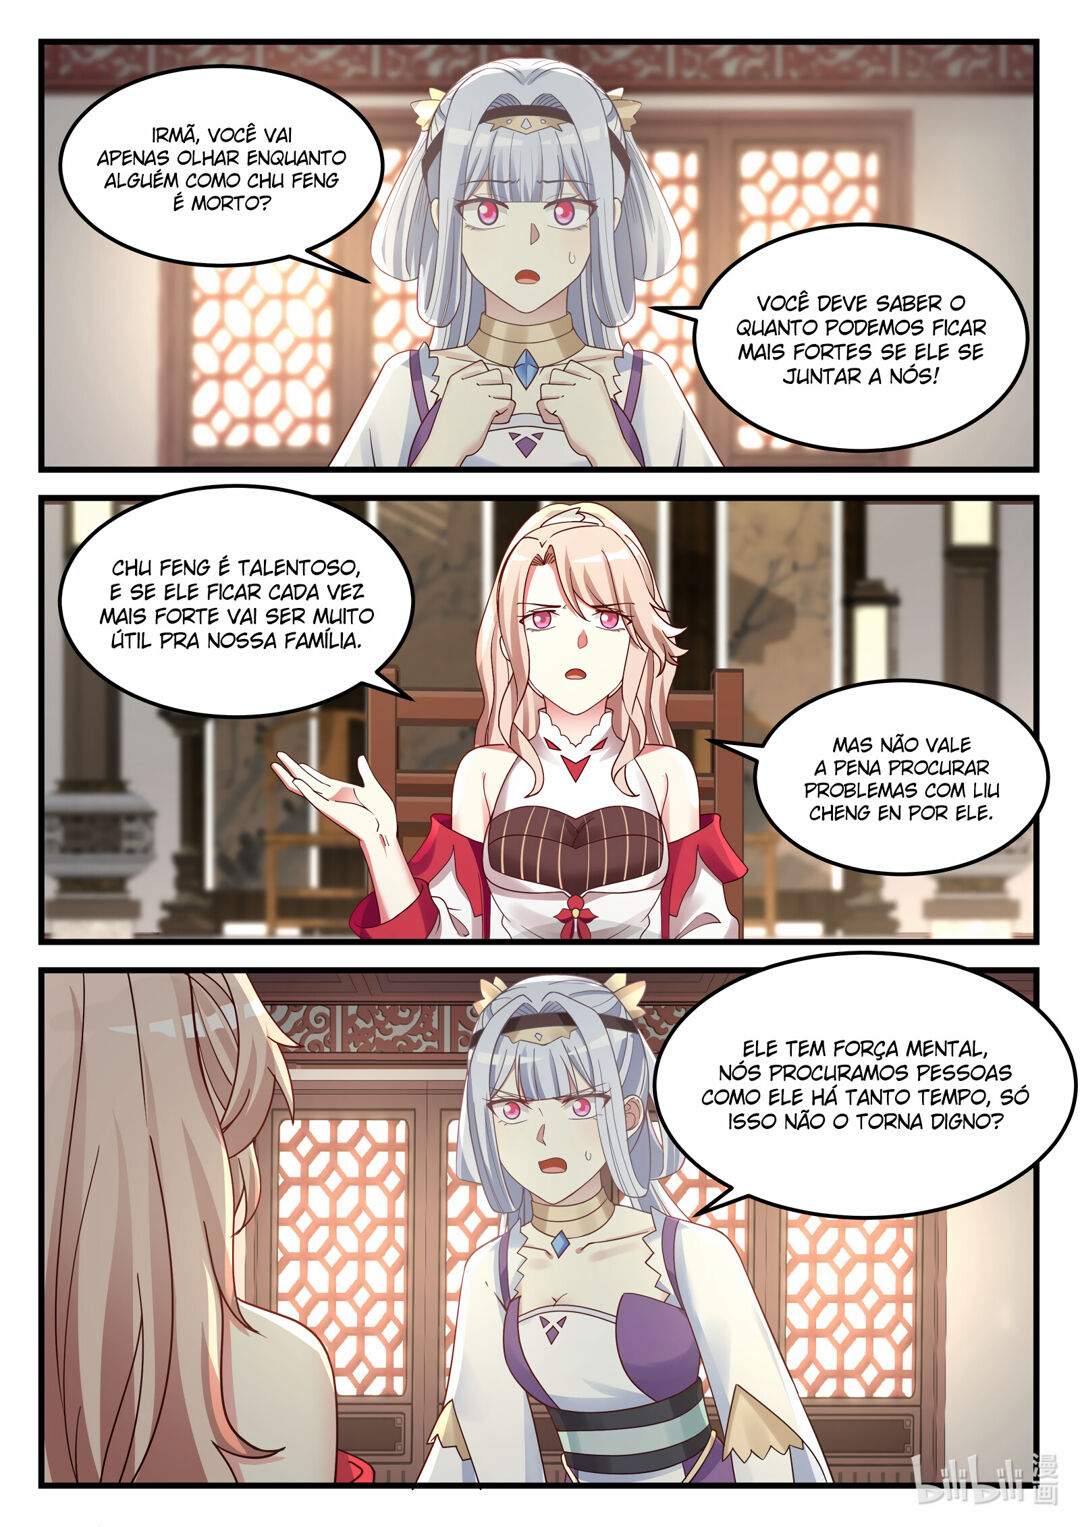 IRMÃ, VOCÊ VAI
APENAS OLHAR ENQUANTO
ALGUÉM COMO CHU FENG
É MORTO?
VOCÊ DEVE SABER O
QUANTO PODEMOS FICAR
MAIS FORTES SE ELE SE
JUNTAR A NÓS!
CHU FENG É TALENTOSO,
E SE ELE FICAR CADA VEZ
MAIS FORTE VAI SER MUITO
ÚTIL PRA NOSSA FAMÍLIA.
MAS NÃO VALE
A PENA PROCURAR
PROBLEMAS COM LIU
CHENG EN POR ELE.
ELE TEM FORÇA MENTAL,
NÓS PROCURAMOS PESSOAS
COMO ELE HÁ TANTO TEMPO, SÓ
ISSO NÃO O TORNA DIGNO?
bilibili 漫画